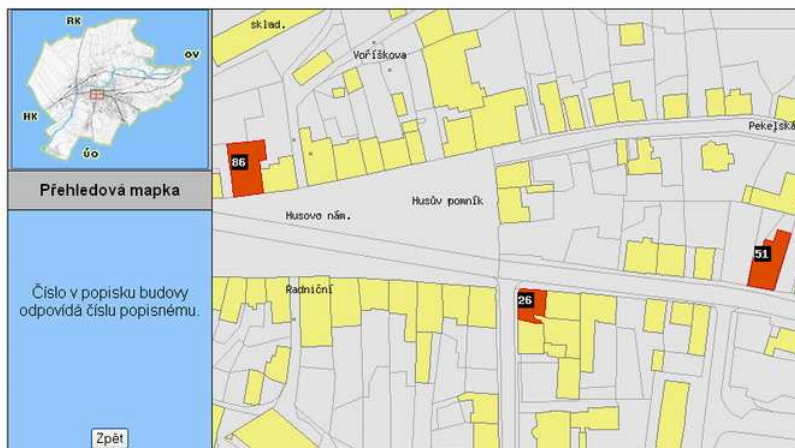 RK
OV
HK
ÚO
Přehledová mapka
Číslo v popisku budovy
odpovídá číslu popisnému.
Zpět
sklad.
Voříškova
Pekelská
86
Husův pomník
Husovo nám.
51
Radniční
26